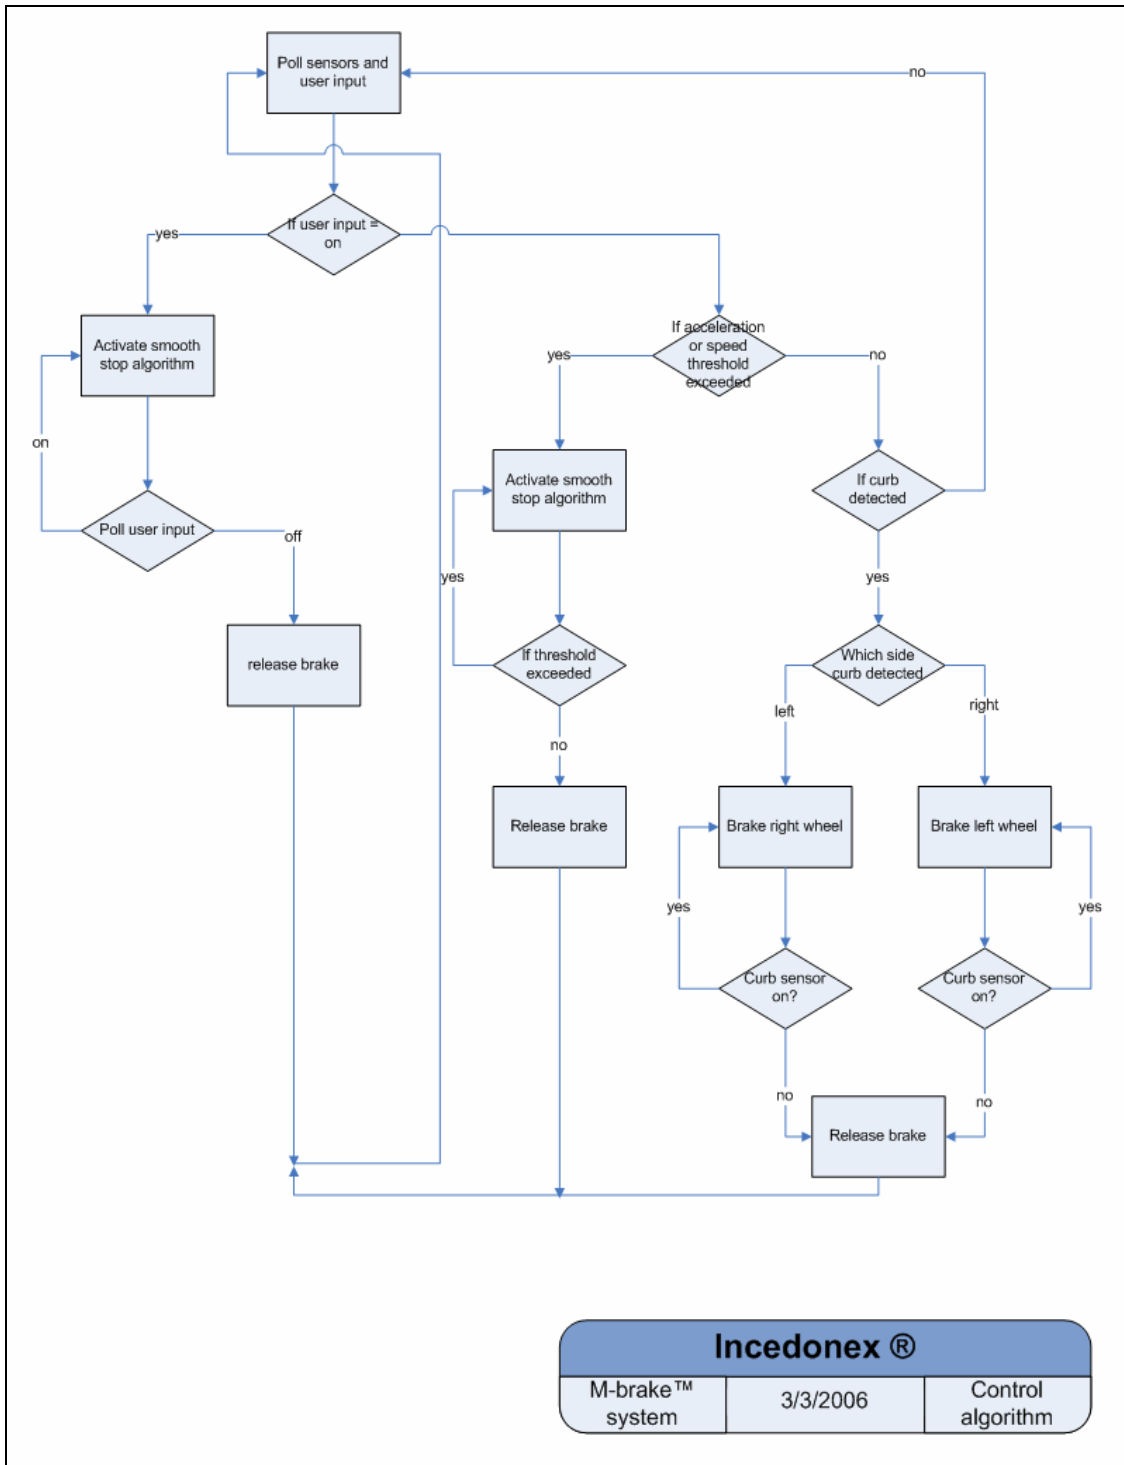 Poll sensors and
user input
no
If user input =
on
yes
If acceleration
or speed
threshold
exceeded
yes
no
Activate smooth
stop algorithm
on
Poll user input
off
release brake
Activate smooth
stop algorithm
yes
If threshold
exceeded
no
Release brake
If curb
detected
yes
Which side
curb detected
left
right
Brake right wheel
Brake left wheel
yes
yes
Curb sensor
on?
Curb sensor
on?
no
no
Release brake
Incedonex ®
M-brake™
system
3/3/2006
Control
algorithm